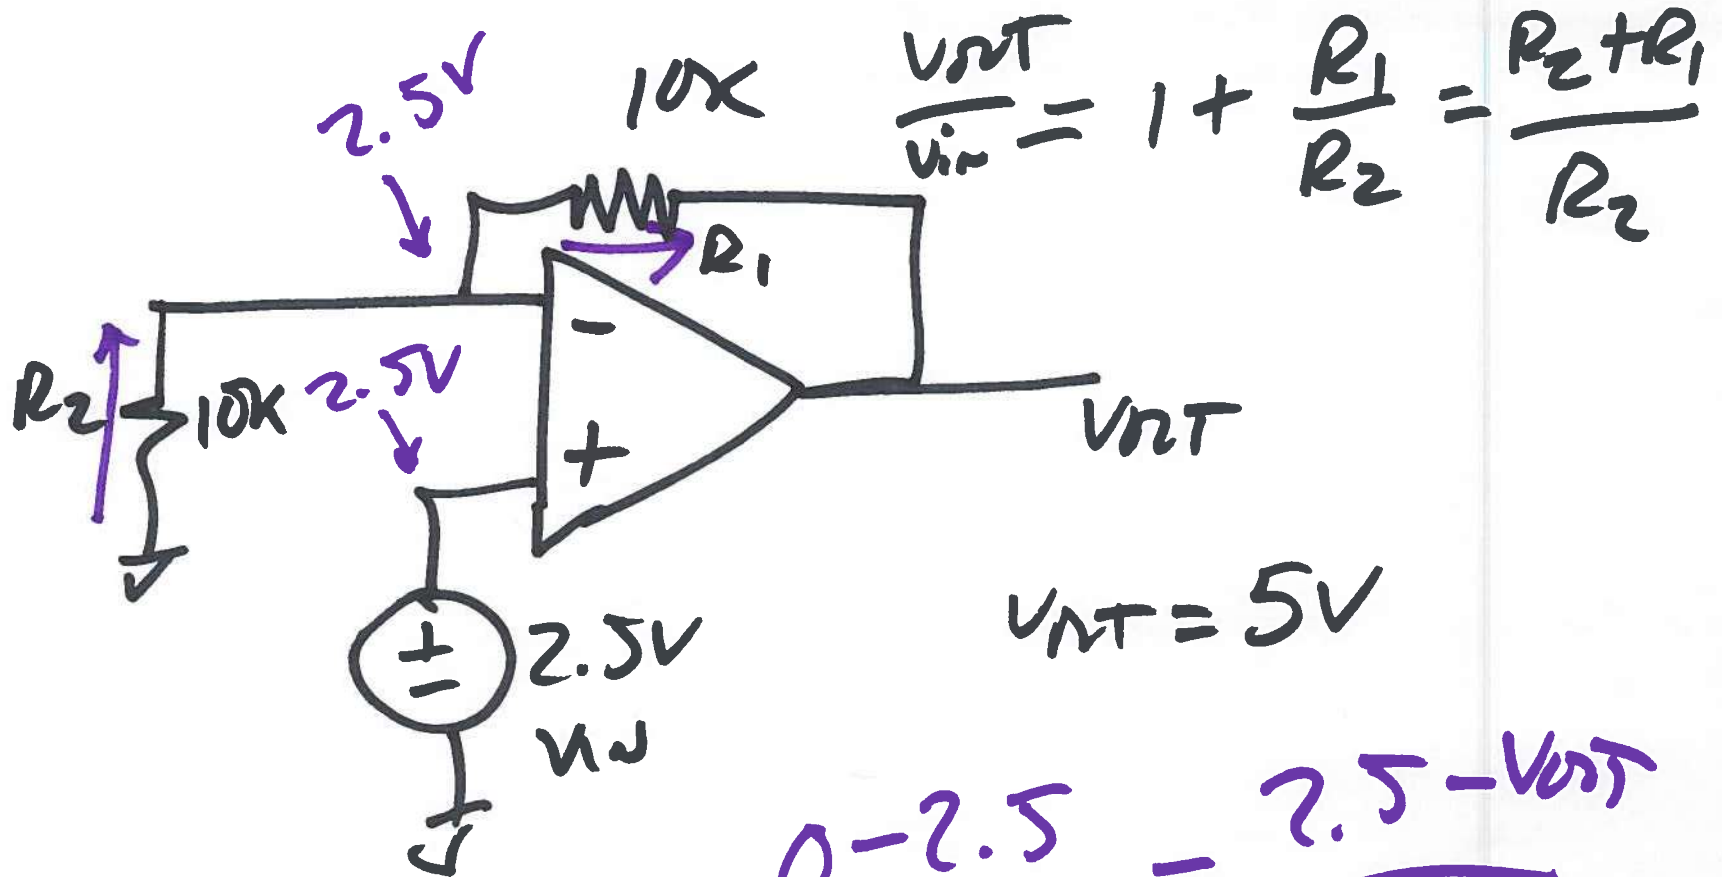 2.5V
10K
Vout/Vin = 1 + R1/R2 = R2+R1/R2
R1
-
R2
10K
2.5V
+
Vout
Vout = 5V
+
-
2.5V
Vin
0-2.5 = 2.5-Vout